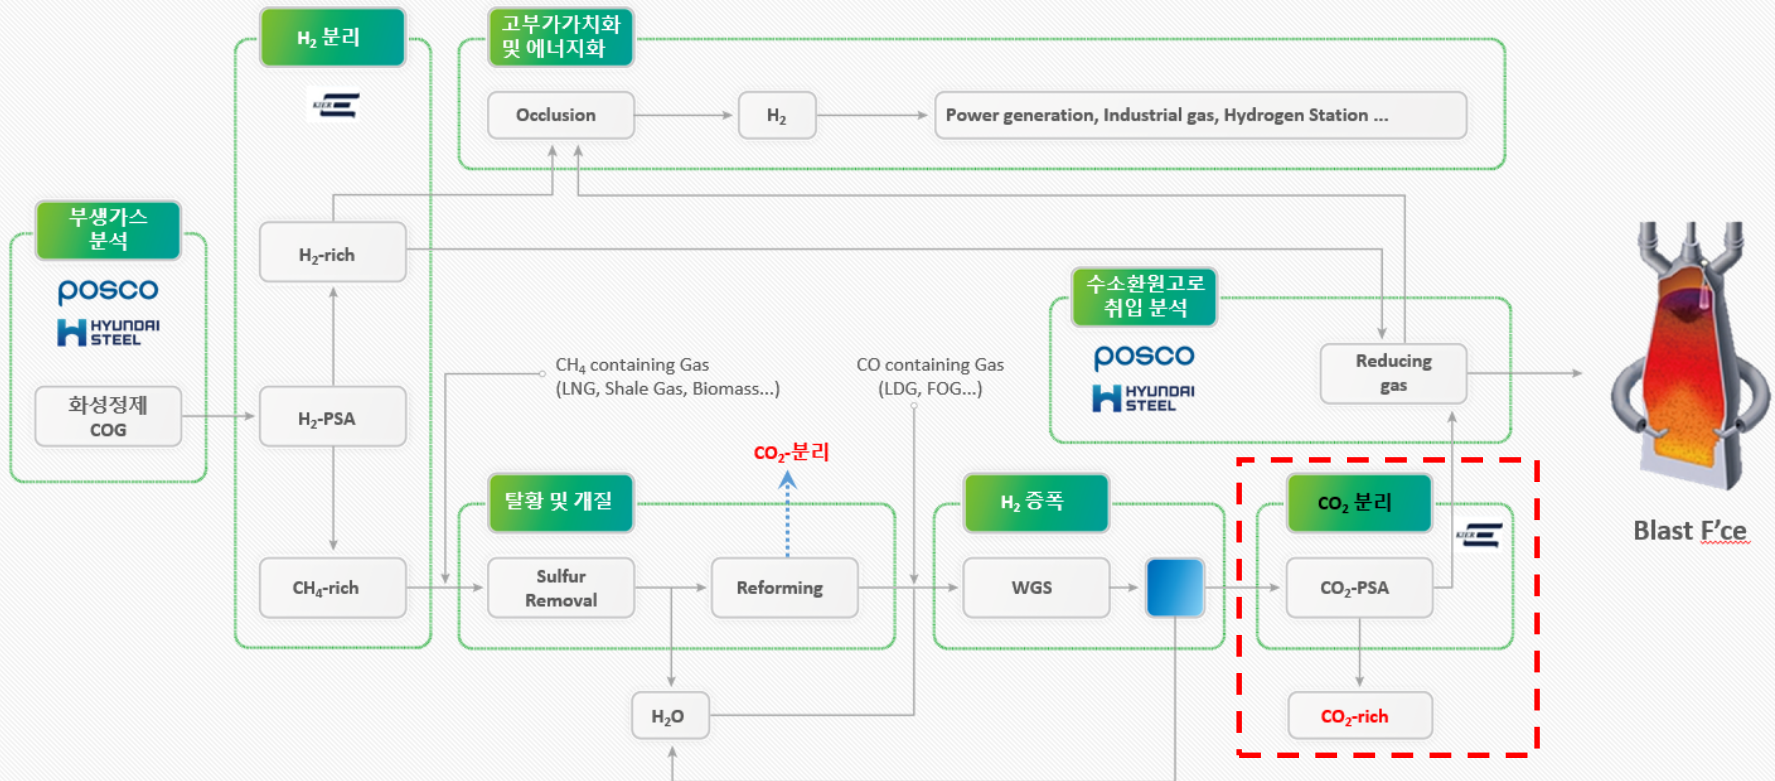 H₂ 분리
KIER
고부가가치화
및 에너지화
Occlusion
H₂
Power generation, Industrial gas, Hydrogen Station ...
부생가스
분석
posco
HYUNDAI
STEEL
화성정제
COG
H₂-rich
H₂-PSA
CH₄-rich
CH₄ containing Gas
(LNG, Shale Gas, Biomass...)
CO containing Gas
(LDG, FOG...)
수소환원고로
취입 분석
posco
HYUNDAI
STEEL
Reducing
gas
Blast F'ce
CO₂-분리
탈황 및 개질
Sulfur
Removal
Reforming
H₂O
H₂ 증폭
WGS
CO₂ 분리
KIER
CO₂-PSA
CO₂-rich